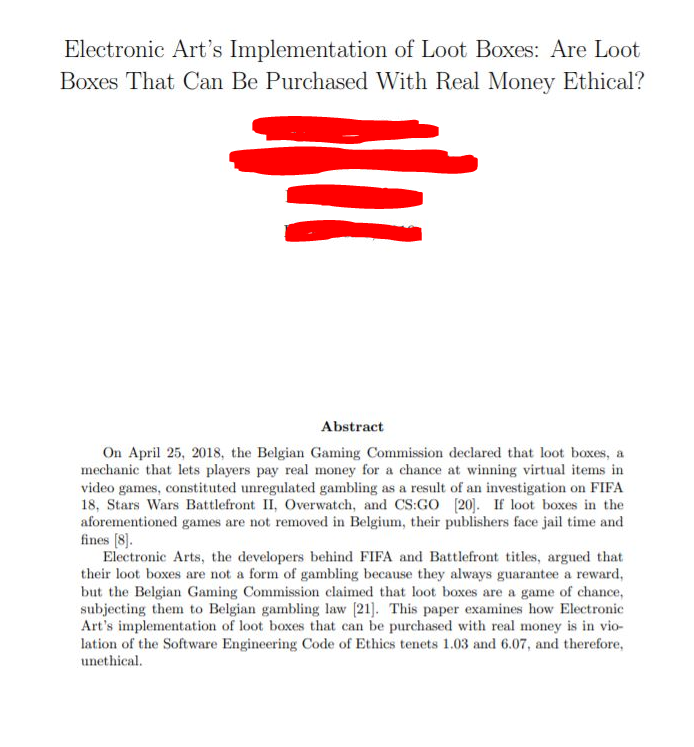 Electronic Art's Implementation of Loot Boxes: Are Loot
Boxes That Can Be Purchased With Real Money Ethical?
Abstract
On April 25, 2018, the Belgian Gaming Commission declared that loot boxes, a
mechanic that lets players pay real money for a chance at winning virtual items in
video games, constituted unregulated gambling as a result of an investigation on FIFA
18, Stars Wars Battlefront II, Overwatch, and CS:GO [20]. If loot boxes in the
aforementioned games are not removed in Belgium, their publishers face jail time and
fines [8].
Electronic Arts, the developers behind FIFA and Battlefront titles, argued that
their loot boxes are not a form of gambling because they always guarantee a reward,
but the Belgian Gaming Commission claimed that loot boxes are a game of chance,
subjecting them to Belgian gambling law [21]. This paper examines how Electronic
Art's implementation of loot boxes that can be purchased with real money is in vio-
lation of the Software Engineering Code of Ethics tenets 1.03 and 6.07, and therefore,
unethical.